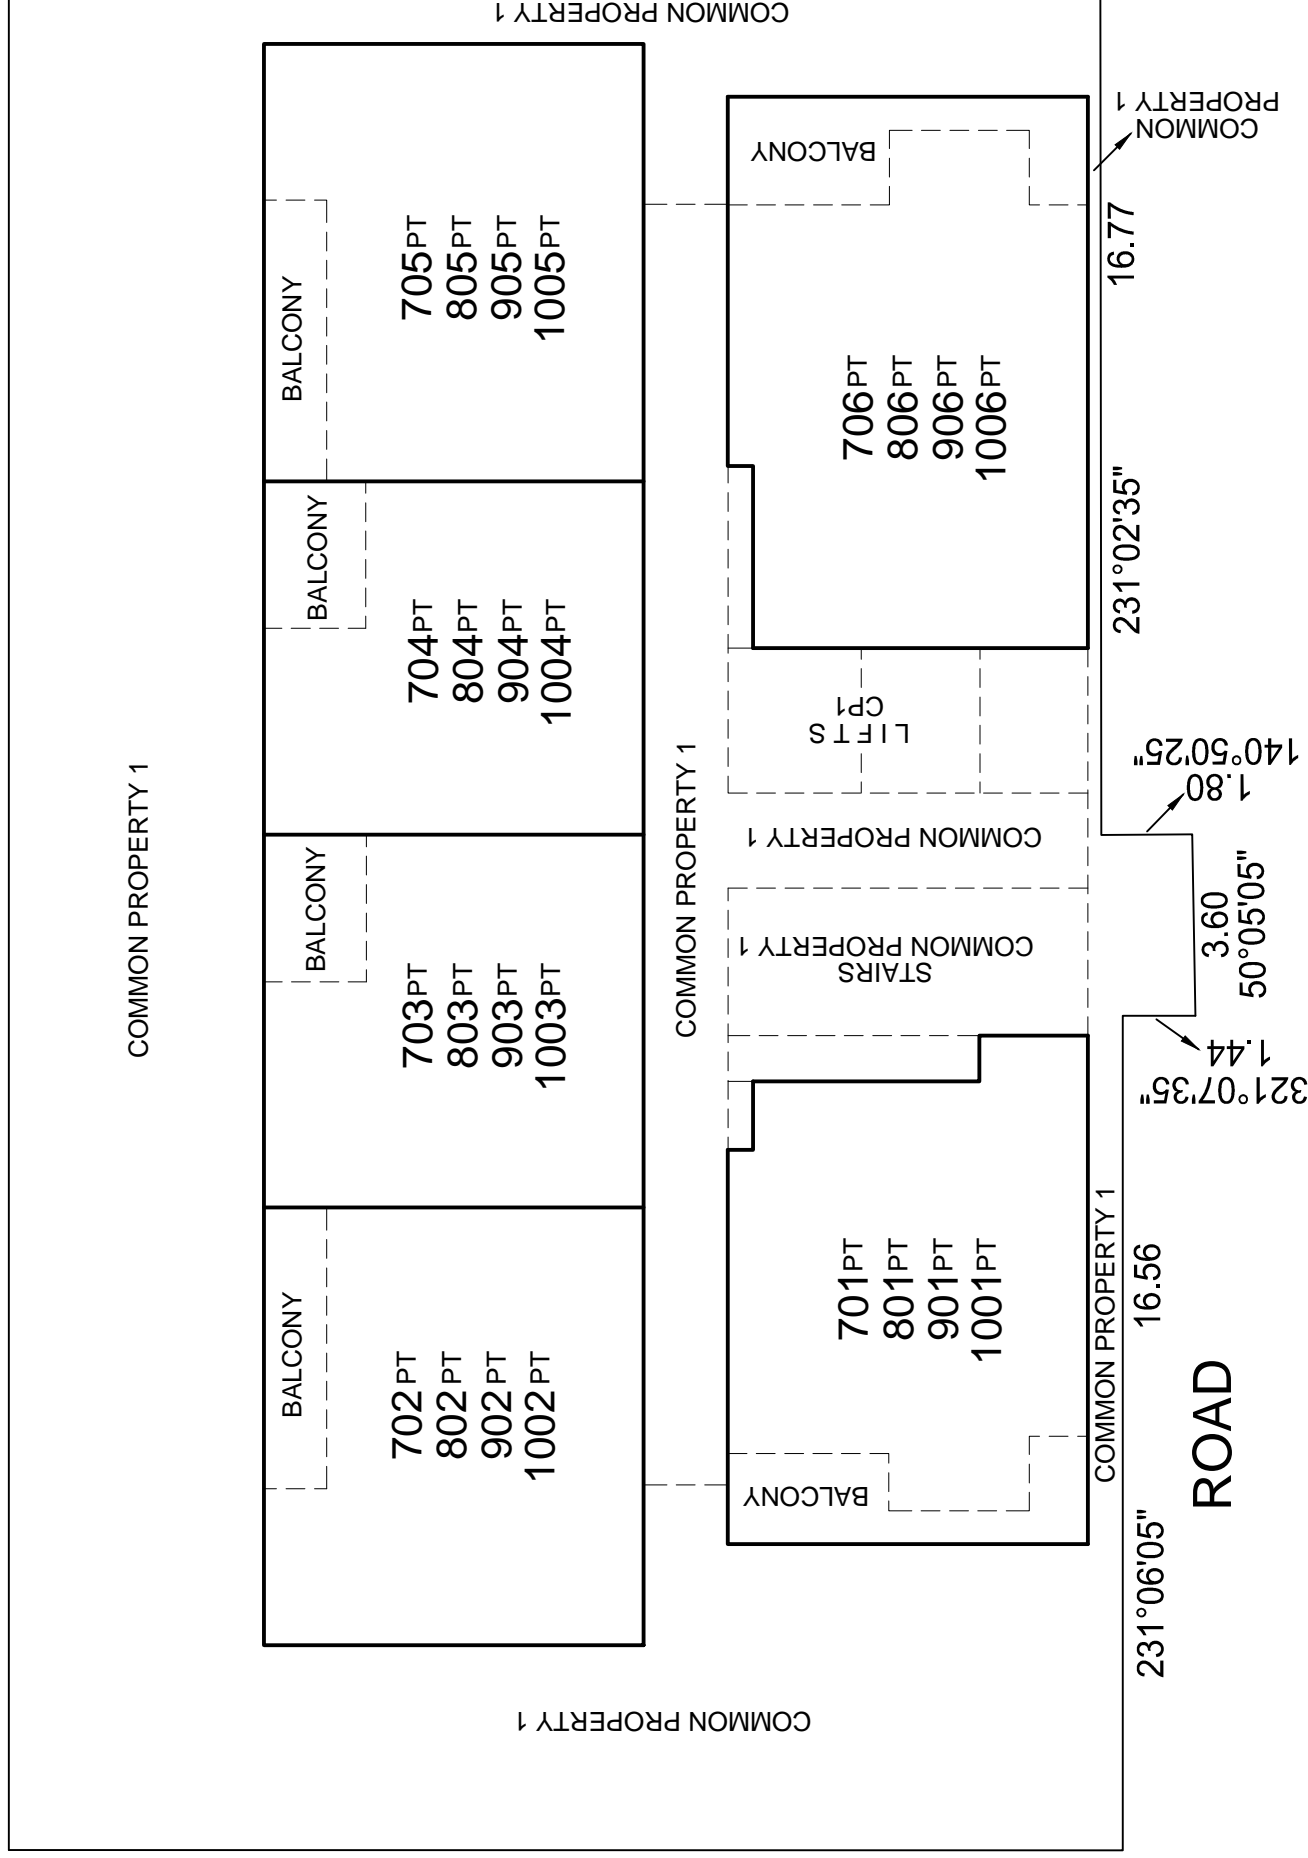 COMMON PROPERTY 1
COMMON PROPERTY 1
BALCONY
702PT
802PT
902PT
1002PT
BALCONY
703PT
803PT
903PT
1003PT
BALCONY
704PT
804PT
904PT
1004PT
BALCONY
705PT
805PT
905PT
1005PT
COMMON PROPERTY 1
COMMON PROPERTY 1
BALCONY
701PT
801PT
901PT
1001PT
STAIRS
COMMON PROPERTY 1
COMMON PROPERTY 1
LIFTS
CP1
706PT
806PT
906PT
1006PT
BALCONY
COMMON
PROPERTY 1
COMMON PROPERTY 1
231°06'05"
16.56
321°07'35"
1.44
3.60
50°05'05"
1.80
140°50'25"
231°02'35"
16.77
ROAD